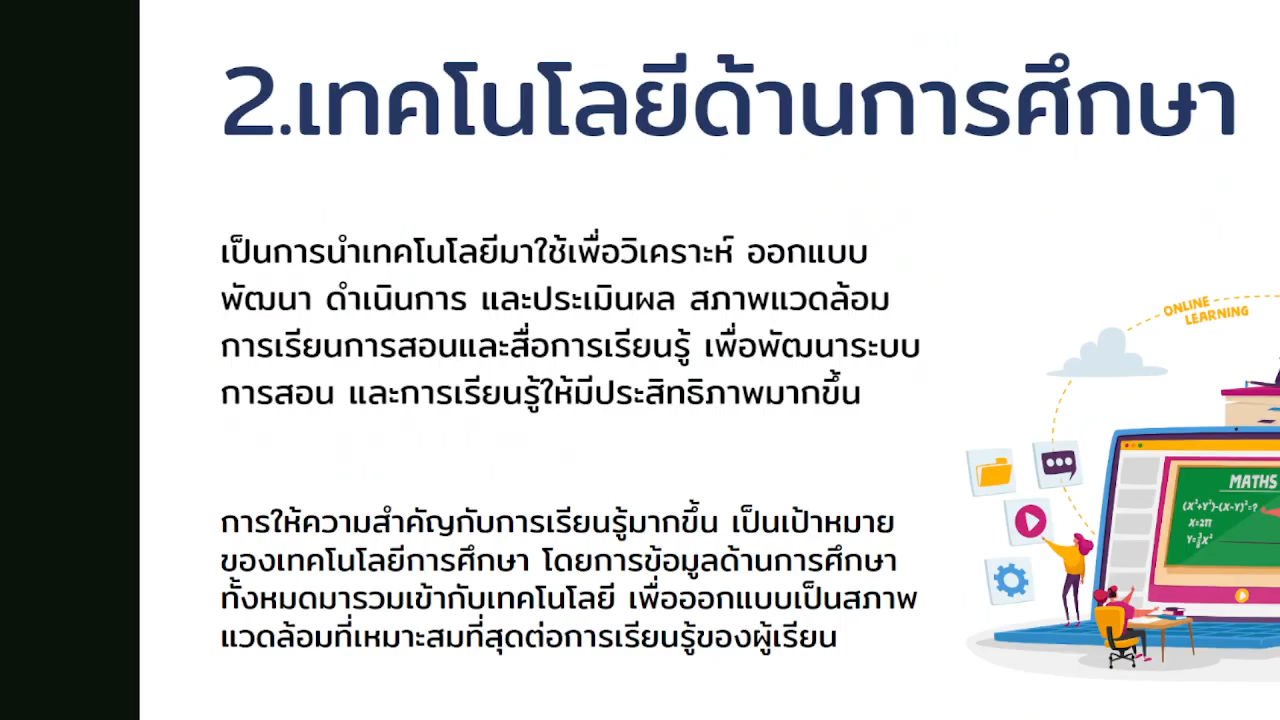 2.เทคโนโลยีด้านการศึกษา
เป็นการนำเทคโนโลยีมาใช้เพื่อวิเคราะห์ ออกแบบ
พัฒนา ดำเนินการ และประเมินผล สภาพแวดล้อม
การเรียนการสอนและสื่อการเรียนรู้ เพื่อพัฒนาระบบ
การสอน และการเรียนรู้ให้มีประสิทธิภาพมากขึ้น
การให้ความสำคัญกับการเรียนรู้มากขึ้น เป็นเป้าหมาย
ของเทคโนโลยีการศึกษา โดยการข้อมูลด้านการศึกษา
ทั้งหมดมารวมเข้ากับเทคโนโลยี เพื่อออกแบบเป็นสภาพ
แวดล้อมที่เหมาะสมที่สุดต่อการเรียนรู้ของผู้เรียน
ONLINE
LEARNING
MATHS
(X²+Y²)-(X-Y)²=?
X=2π